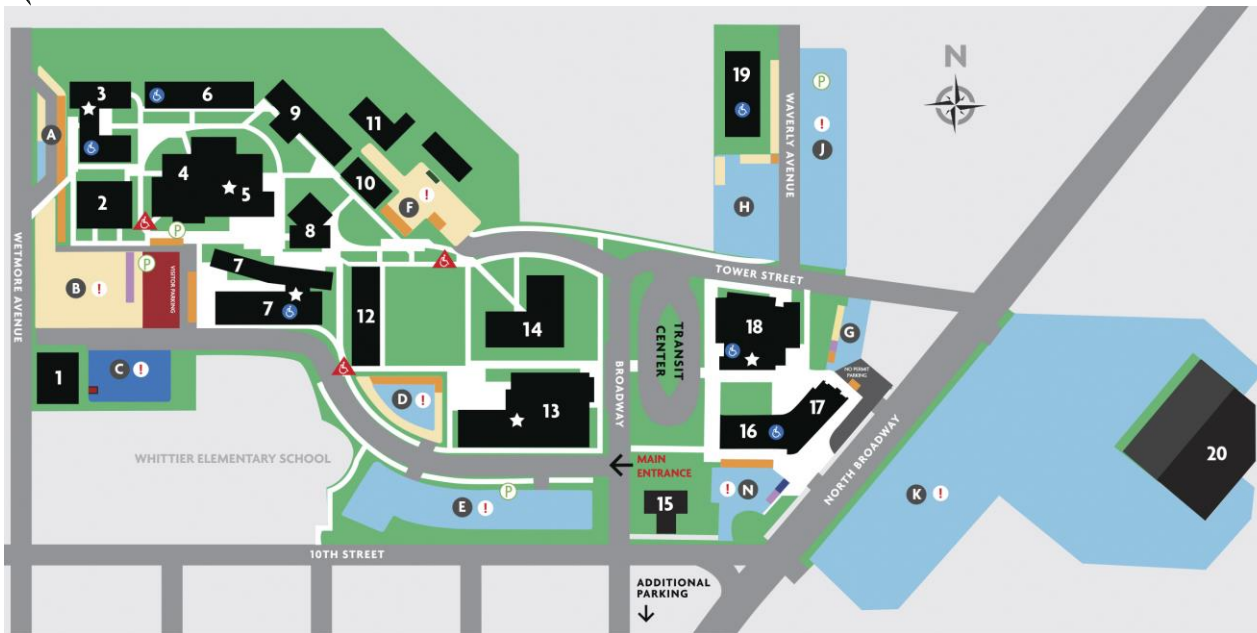 N
19
WAVERLY AVENUE
P
!
J
3
6
9
11
A
4
5
10
2
F !
H
8
P
WETMORE AVENUE
7
P
VISITOR PARKING
B !
TOWER STREET
7
12
14
TRANSIT
CENTER
18
G
NO PERMIT
PARKING
1
C !
BROADWAY
D !
13
17
16
20
WHITTIER ELEMENTARY SCHOOL
MAIN
ENTRANCE
NORTH BROADWAY
P
E !
15
! N
K !
10TH STREET
ADDITIONAL
PARKING